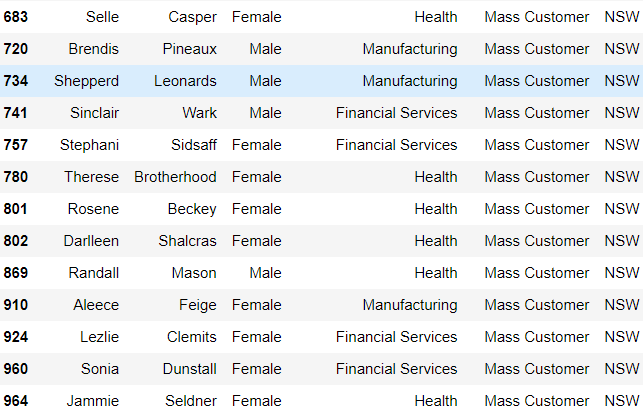 683 Selle Casper Female Health Mass Customer NSW
720 Brendis Pineaux Male Manufacturing Mass Customer NSW
734 Shepperd Leonards Male Manufacturing Mass Customer NSW
741 Sinclair Wark Male Financial Services Mass Customer NSW
757 Stephani Sidsaff Female Financial Services Mass Customer NSW
780 Therese Brotherhood Female Health Mass Customer NSW
801 Rosene Beckey Female Health Mass Customer NSW
802 Darlleen Shalcras Female Health Mass Customer NSW
869 Randall Mason Male Health Mass Customer NSW
910 Aleece Feige Female Manufacturing Mass Customer NSW
924 Lezlie Clemits Female Financial Services Mass Customer NSW
960 Sonia Dunstall Female Financial Services Mass Customer NSW
964 Jammie Seldner Female Health Mass Customer NSW